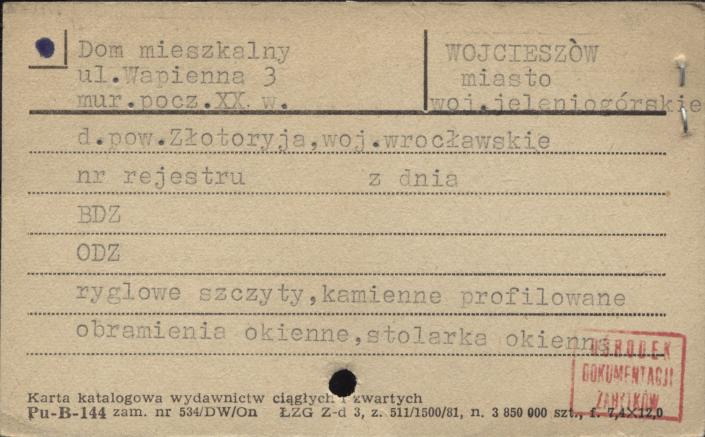 Dom mieszkalny
ul.Wapienna 3
mur.pocz.XX w.
WOJCIESZÒW
miasto
woj.jeleniogórskie
d.pow.Złotoryja,woj.wrocławskie
nr rejestru z dnia
BDZ
ODZ
ryglowe szczyty,kamienne profilowane
obramienia okienne,stolarka okienna
OŚRODEK
DOKUMENTACJI
ZABYTKÓW
Karta katalogowa wydawnictw ciągłych i zwartych
Pu-B-144 zam. nr 534/DW/On ŁZG Z-d 3, z. 511/1500/81, n. 3 850 000 szt., f. 7,4X12,0